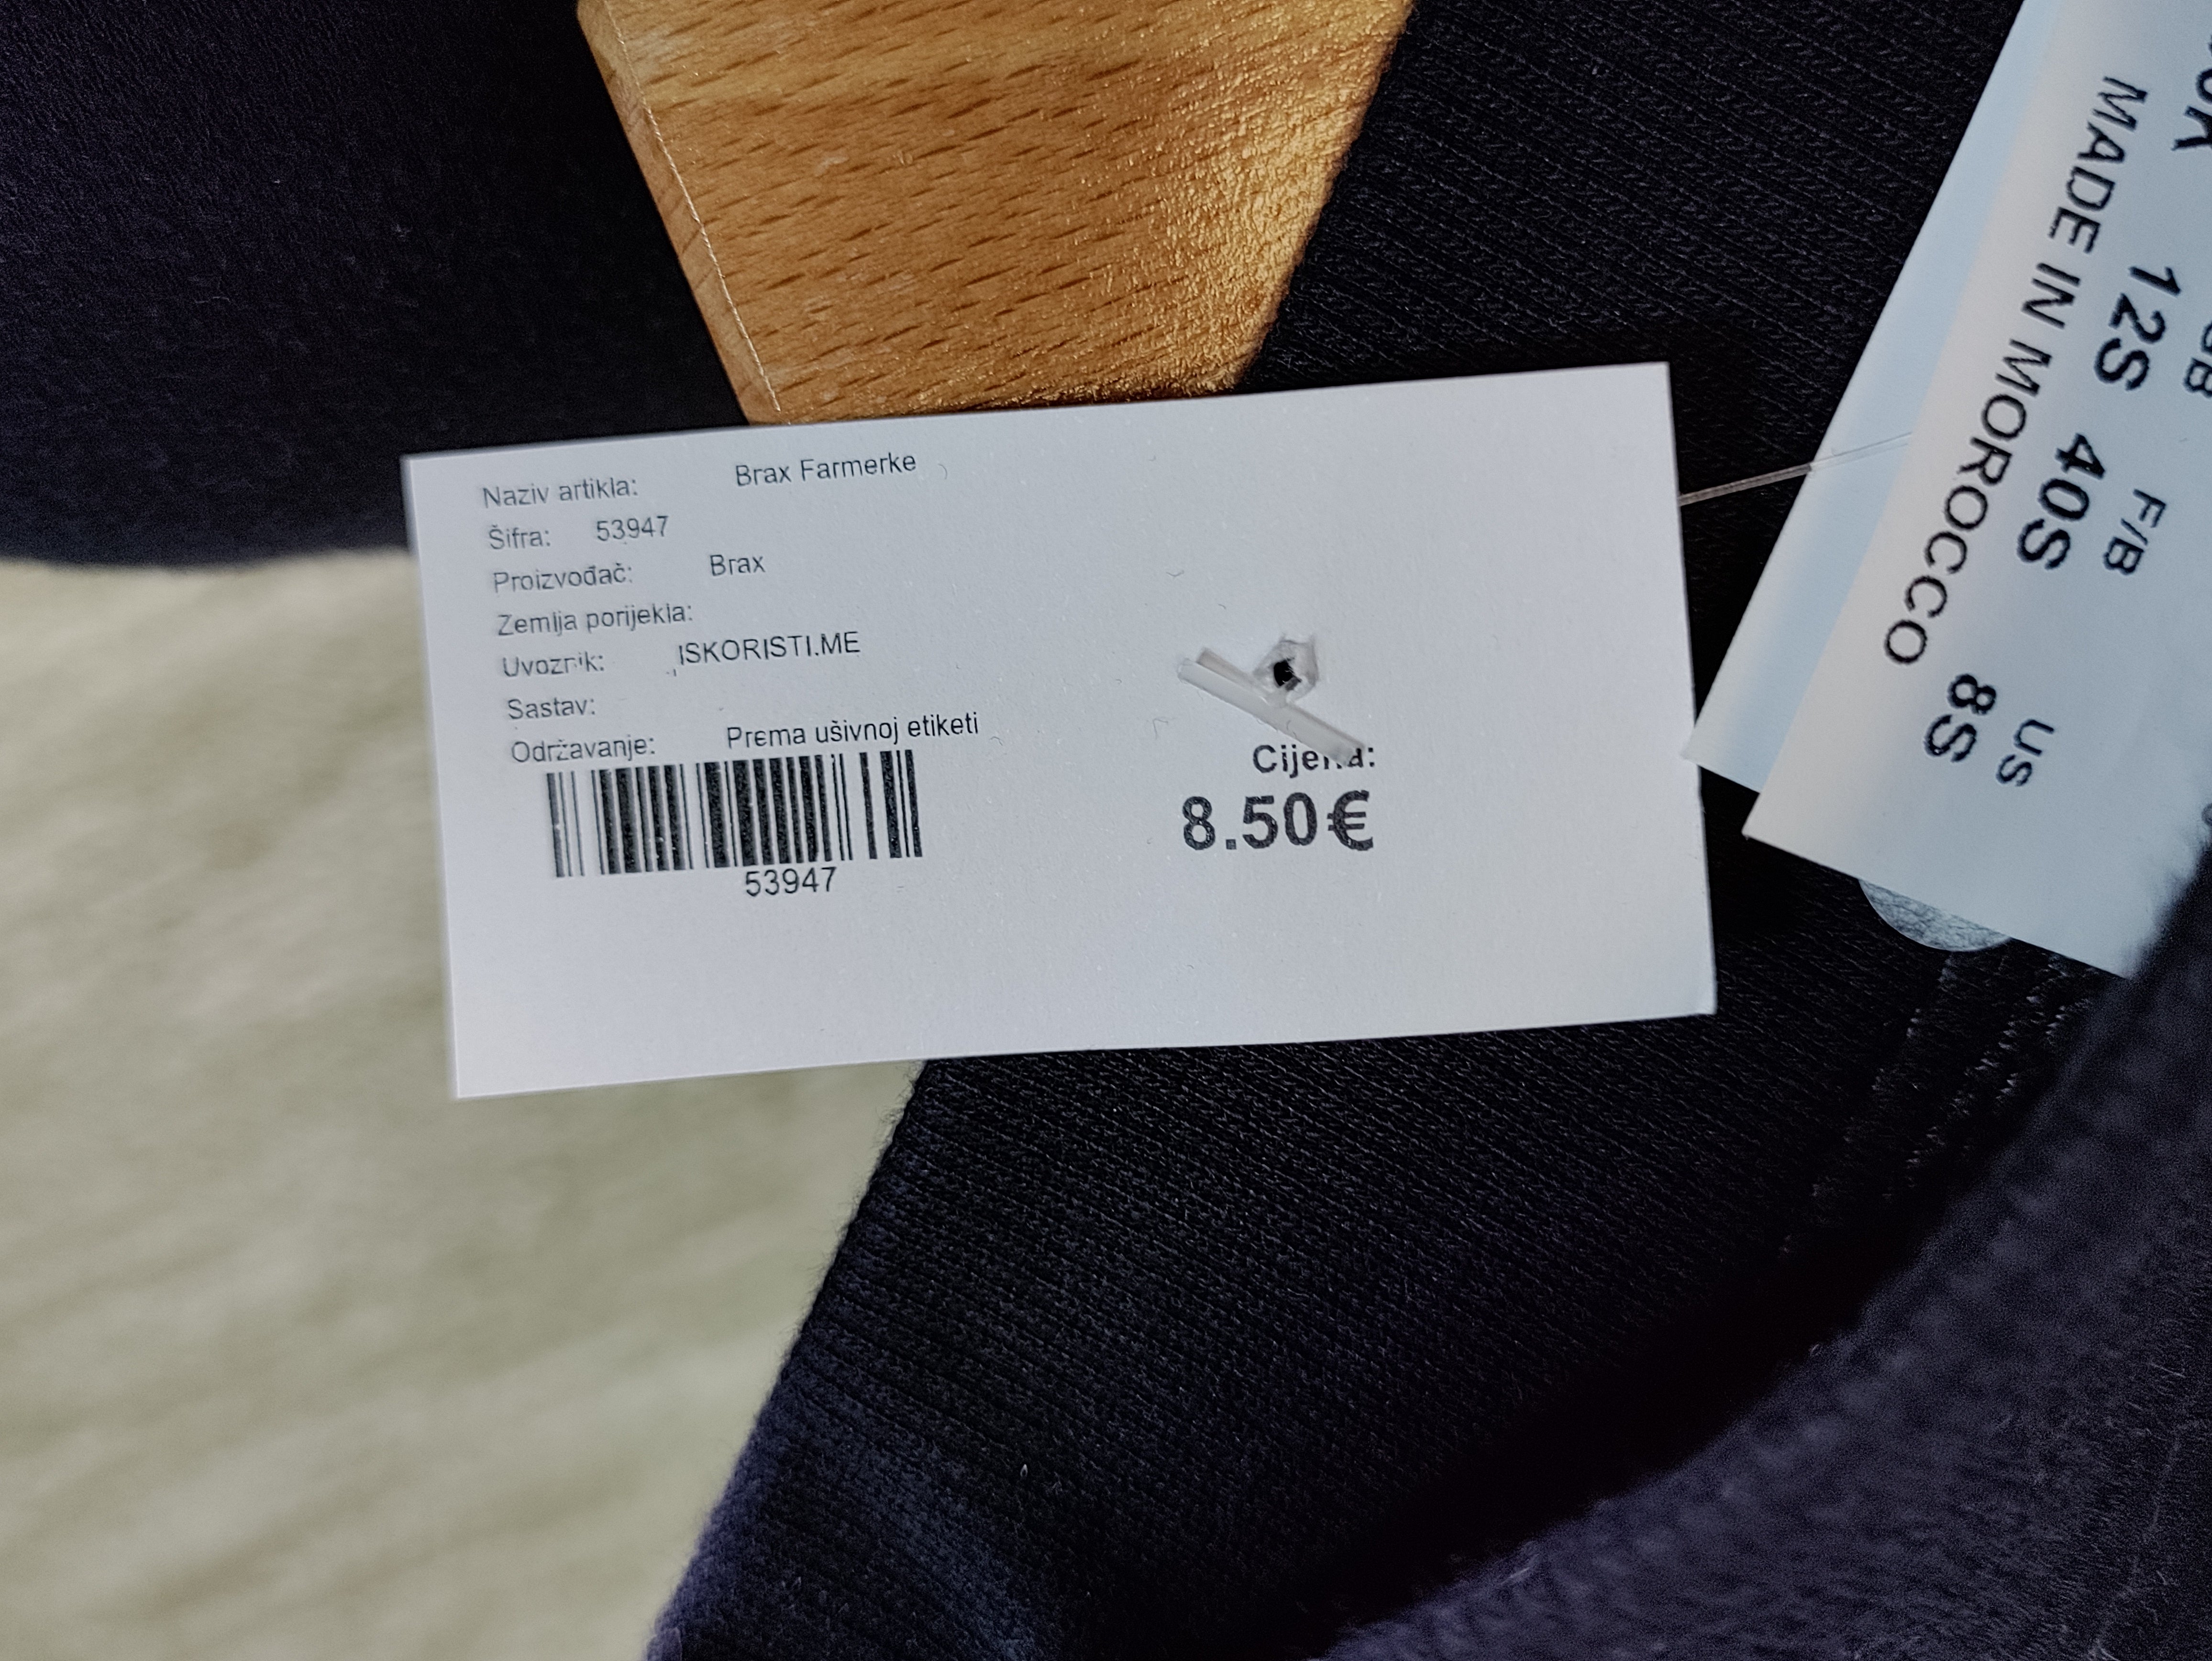 Naziv artikla: Brax Farmerke
Šifra: 53947
Proizvođač: Brax
Zemlja porijekla:
Uvoznik: ISKORISTI.ME
Sastav:
Održavanje: Prema ušivnoj etiketi
53947
Cijena:
8.50€
MADE IN MOROCCO
F/B US
12S 40S 8S